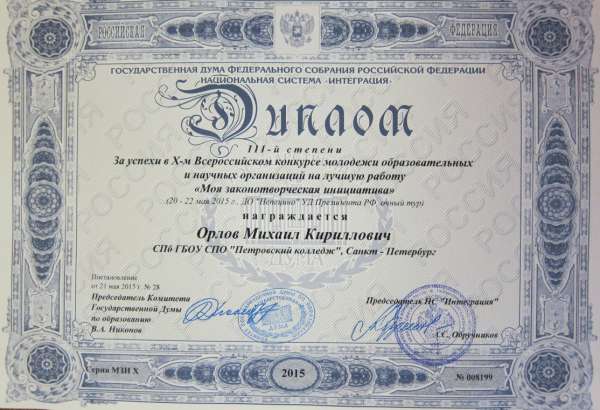 РОССИЙСКАЯ
ФЕДЕРАЦИЯ
ГОСУДАРСТВЕННАЯ ДУМА ФЕДЕРАЛЬНОГО СОБРАНИЯ РОССИЙСКОЙ ФЕДЕРАЦИИ
НАЦИОНАЛЬНАЯ СИСТЕМА «ИНТЕГРАЦИЯ»
Диплом
III-й степени
За успехи в X-м Всероссийском конкурсе молодежи образовательных
и научных организаций на лучшую работу
«Моя законотворческая инициатива»
(20 - 22 мая 2015 г., ДО "Непецино" УД Президента РФ, очный тур)
награждается
Орлов Михаил Кириллович
СПб ГБОУ СПО "Петровский колледж", Санкт - Петербург
Постановление
от 21 мая 2015 г. № 28
Председатель Комитета
Государственной Думы
по образованию
В.А. Никонов
Председатель НС "Интеграция"
А.С. Обручников
Серия МЗИ X
2015
№ 008199